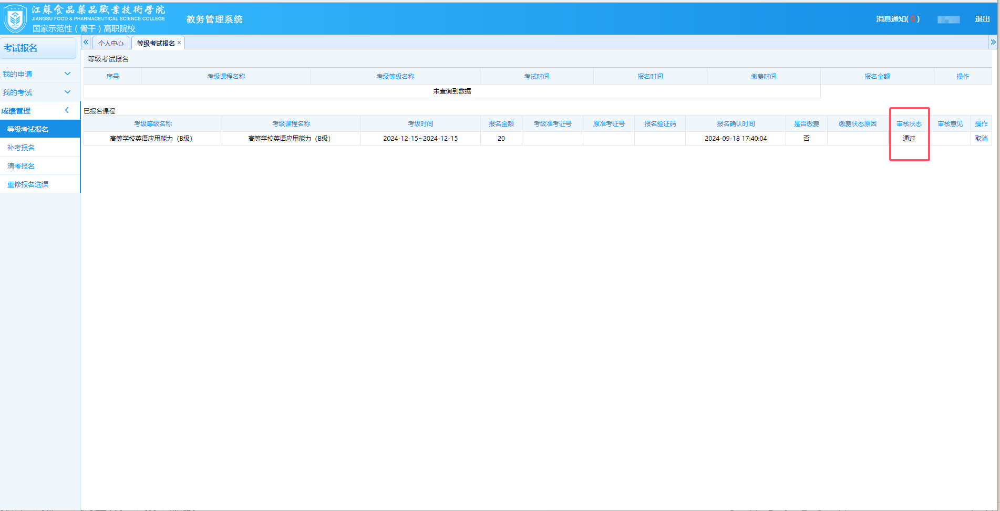 江蘇食品藥品職業技術學院
JIANGSU FOOD & PHARMACEUTICAL SCIENCE COLLEGE
国家示范性（骨干）高职院校
教务管理系统
消息通知( 0 )
退出
考试报名
个人中心
等级考试报名 ×
我的申请
我的考试
成绩管理
等级考试报名
补考报名
清考报名
重修报名选课
等级考试报名
序号 考级课程名称 考级等级名称 考试时间 报名时间 缴费时间 报名金额 操作
未查询到数据
已报名课程
考级等级名称 考级课程名称 考级时间 报名金额 考级准考证号 原准考证号 报名验证码 报名确认时间 是否缴费 缴费状态原因 审核状态 审核意见 操作
高等学校英语应用能力（B级） 高等学校英语应用能力（B级） 2024-12-15~2024-12-15 20 2024-09-18 17:40:04 否 通过 取消